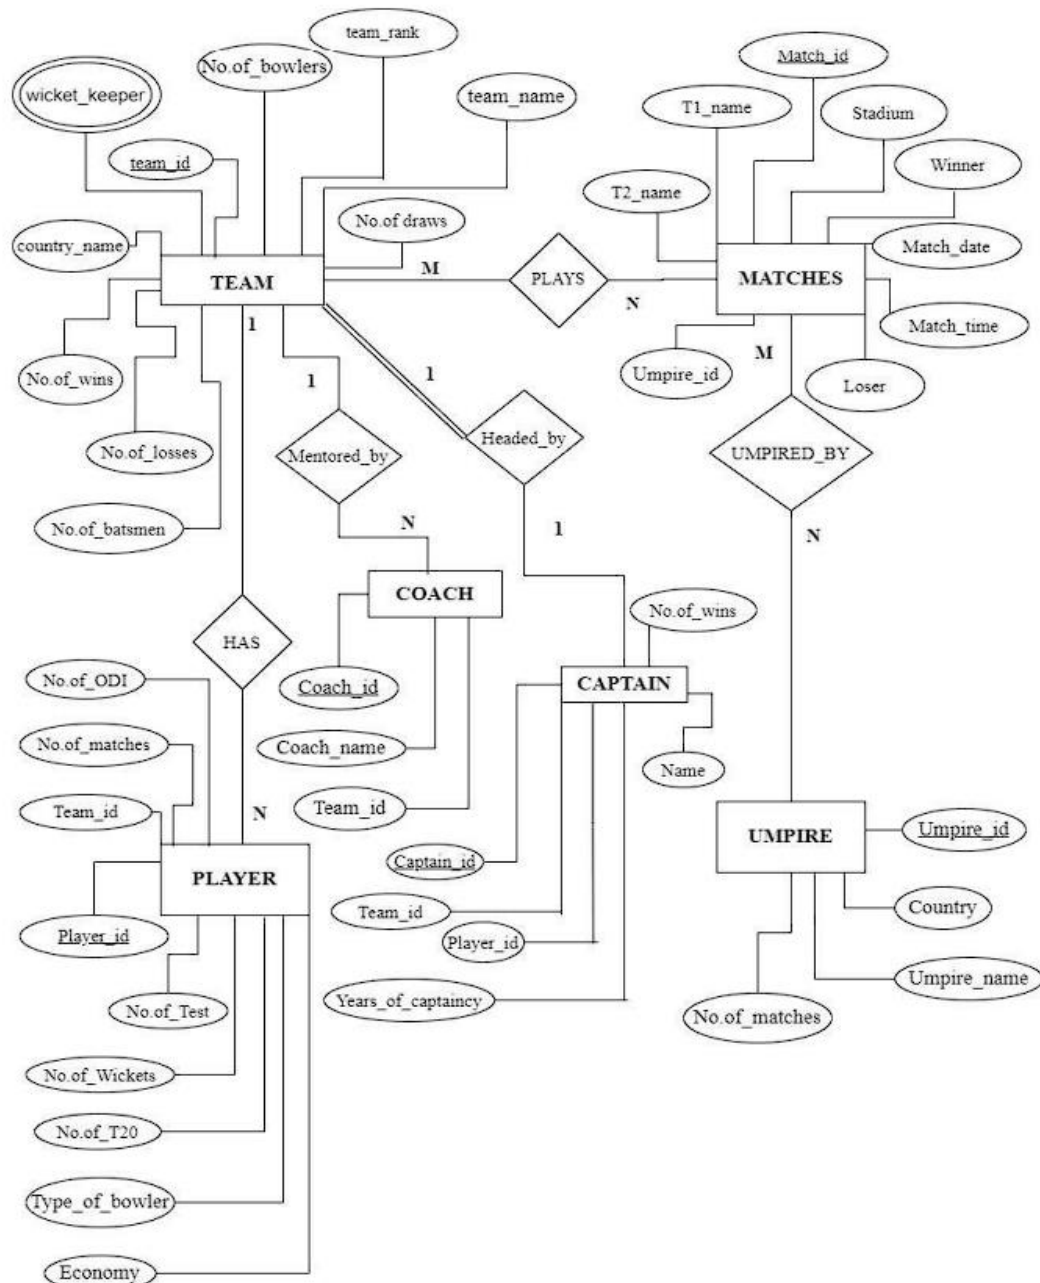 team_rank
No.of_bowlers
Match_id
wicket_keeper
team_name
T1_name
Stadium
team_id
Winner
T2_name
No.of draws
country_name
Match_date
TEAM
M
PLAYS
MATCHES
N
1
Match_time
No.of_wins
1
1
M
Umpire_id
Loser
Headed_by
No.of_losses
Mentored_by
UMPIRED_BY
No.of_batsmen
N
1
N
COACH
No.of_wins
HAS
No.of_ODI
Coach_id
CAPTAIN
No.of_matches
Coach_name
Name
Team_id
Team_id
N
UMPIRE
Umpire_id
Captain_id
PLAYER
Team_id
Country
Player_id
Player_id
Umpire_name
Years_of_captaincy
No.of_Test
No.of_matches
No.of_Wickets
No.of_T20
Type_of_bowler
Economy